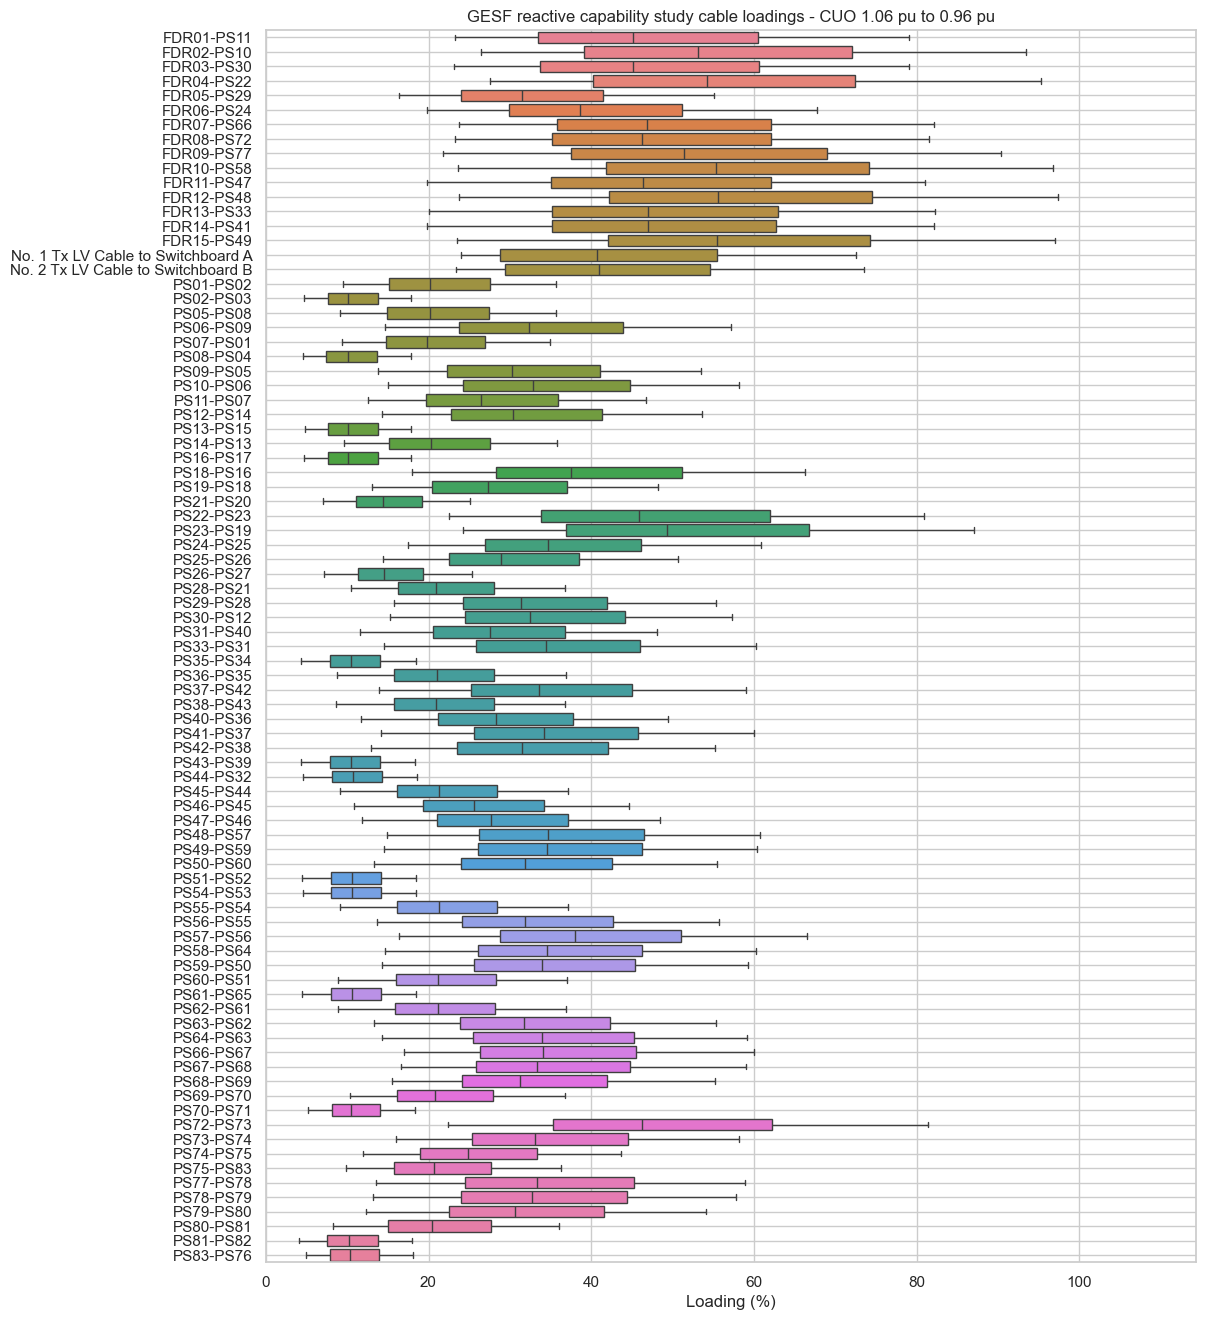 GESF reactive capability study cable loadings - CUO 1.06 pu to 0.96 pu
FDR01-PS11
FDR02-PS10
FDR03-PS30
FDR04-PS22
FDR05-PS29
FDR06-PS24
FDR07-PS66
FDR08-PS72
FDR09-PS77
FDR10-PS58
FDR11-PS47
FDR12-PS48
FDR13-PS33
FDR14-PS41
FDR15-PS49
No. 1 Tx LV Cable to Switchboard A
No. 2 Tx LV Cable to Switchboard B
PS01-PS02
PS02-PS03
PS05-PS08
PS06-PS09
PS07-PS01
PS08-PS04
PS09-PS05
PS10-PS06
PS11-PS07
PS12-PS14
PS13-PS15
PS14-PS13
PS16-PS17
PS18-PS16
PS19-PS18
PS21-PS20
PS22-PS23
PS23-PS19
PS24-PS25
PS25-PS26
PS26-PS27
PS28-PS21
PS29-PS28
PS30-PS12
PS31-PS40
PS33-PS31
PS35-PS34
PS36-PS35
PS37-PS42
PS38-PS43
PS40-PS36
PS41-PS37
PS42-PS38
PS43-PS39
PS44-PS32
PS45-PS44
PS46-PS45
PS47-PS46
PS48-PS57
PS49-PS59
PS50-PS60
PS51-PS52
PS54-PS53
PS55-PS54
PS56-PS55
PS57-PS56
PS58-PS64
PS59-PS50
PS60-PS51
PS61-PS65
PS62-PS61
PS63-PS62
PS64-PS63
PS66-PS67
PS67-PS68
PS68-PS69
PS69-PS70
PS70-PS71
PS72-PS73
PS73-PS74
PS74-PS75
PS75-PS83
PS77-PS78
PS78-PS79
PS79-PS80
PS80-PS81
PS81-PS82
PS83-PS76
0 20 40 60 80 100
Loading (%)